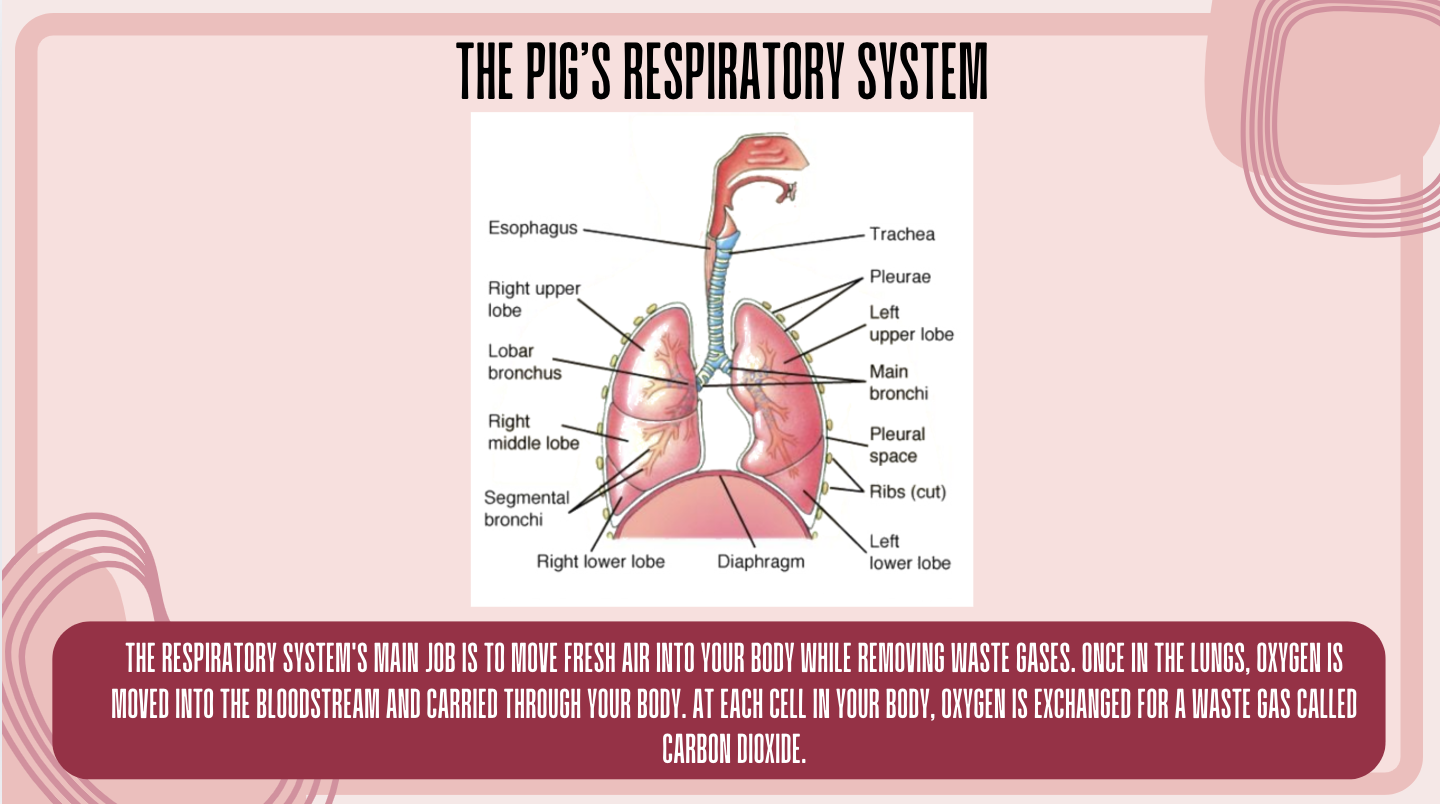 THE PIG’S RESPIRATORY SYSTEM
Esophagus
Trachea
Right upper
lobe
Pleurae
Left
upper lobe
Lobar
bronchus
Main
bronchi
Right
middle lobe
Pleural
space
Segmental
bronchi
Ribs (cut)
Right lower lobe
Diaphragm
Left
lower lobe
THE RESPIRATORY SYSTEM'S MAIN JOB IS TO MOVE FRESH AIR INTO YOUR BODY WHILE REMOVING WASTE GASES. ONCE IN THE LUNGS, OXYGEN IS
MOVED INTO THE BLOODSTREAM AND CARRIED THROUGH YOUR BODY. AT EACH CELL IN YOUR BODY, OXYGEN IS EXCHANGED FOR A WASTE GAS CALLED
CARBON DIOXIDE.